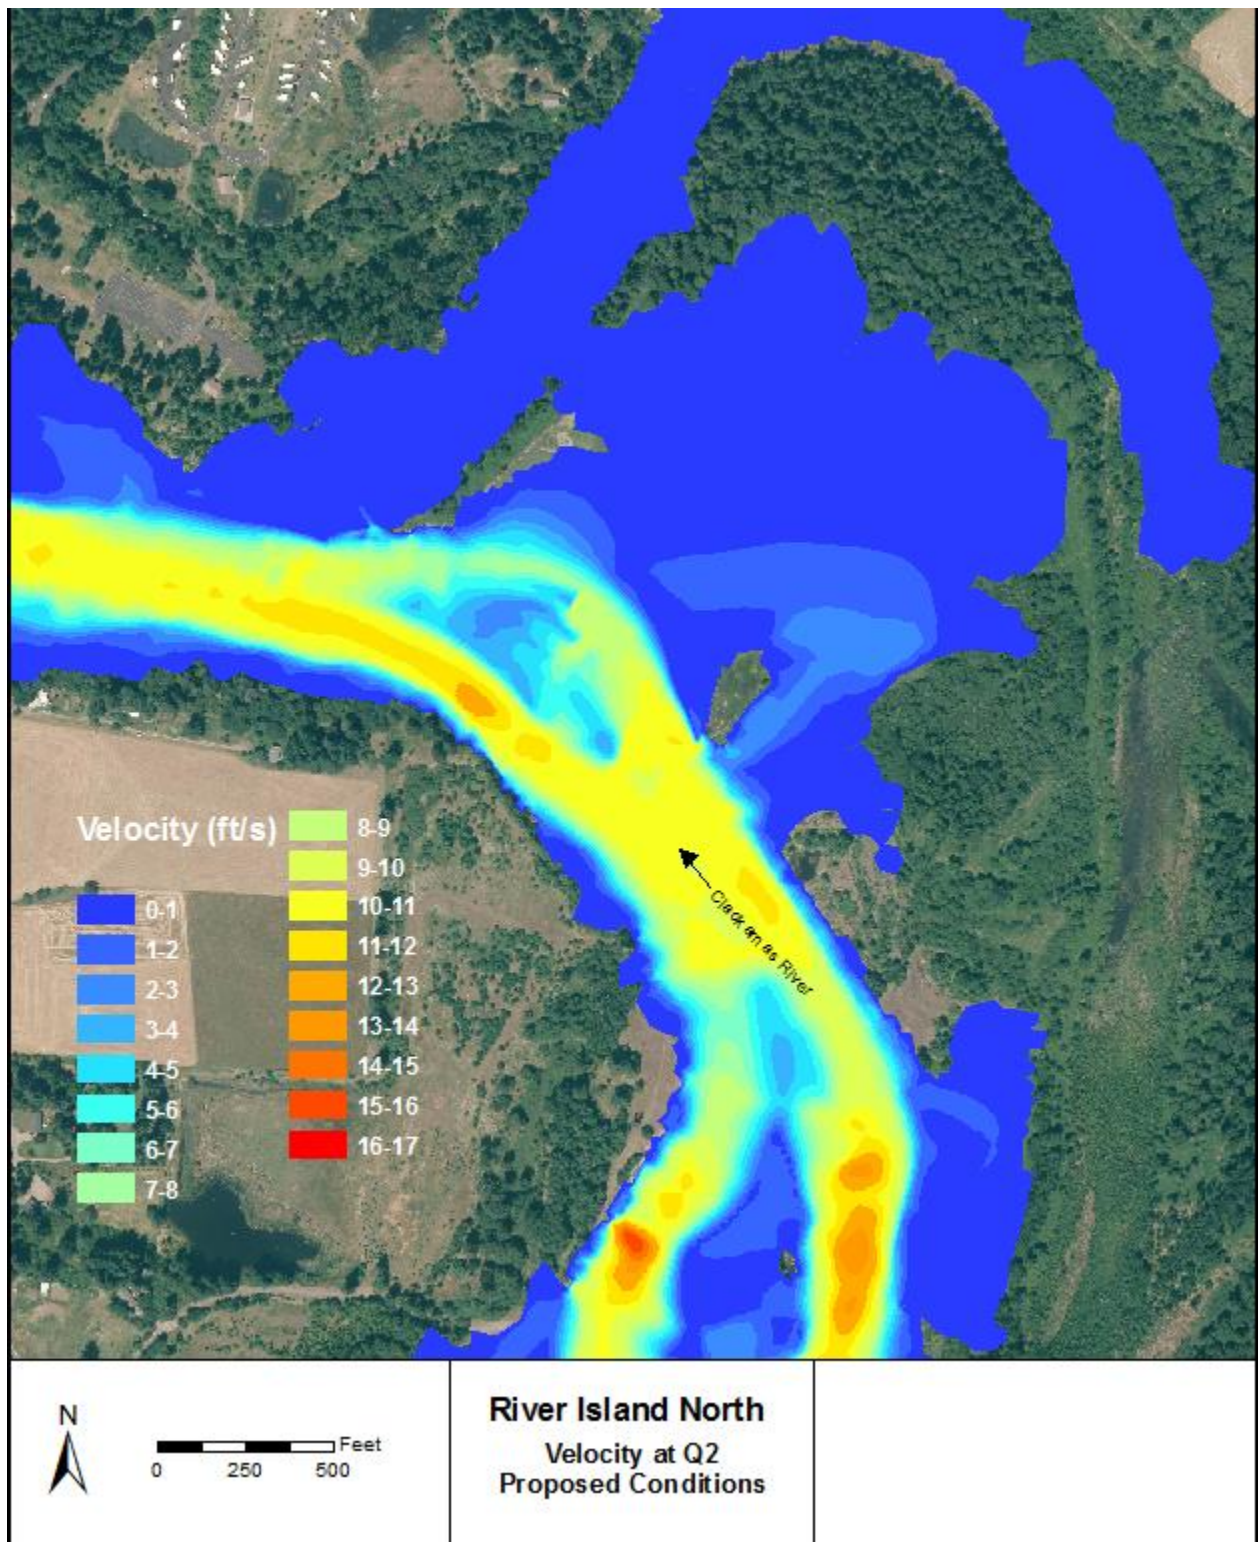 Clackamas River
Velocity (ft/s)
0-1
1-2
2-3
3-4
4-5
5-6
6-7
7-8
8-9
9-10
10-11
11-12
12-13
13-14
14-15
15-16
16-17
N
Feet
0 250 500
River Island North
Velocity at Q2
Proposed Conditions